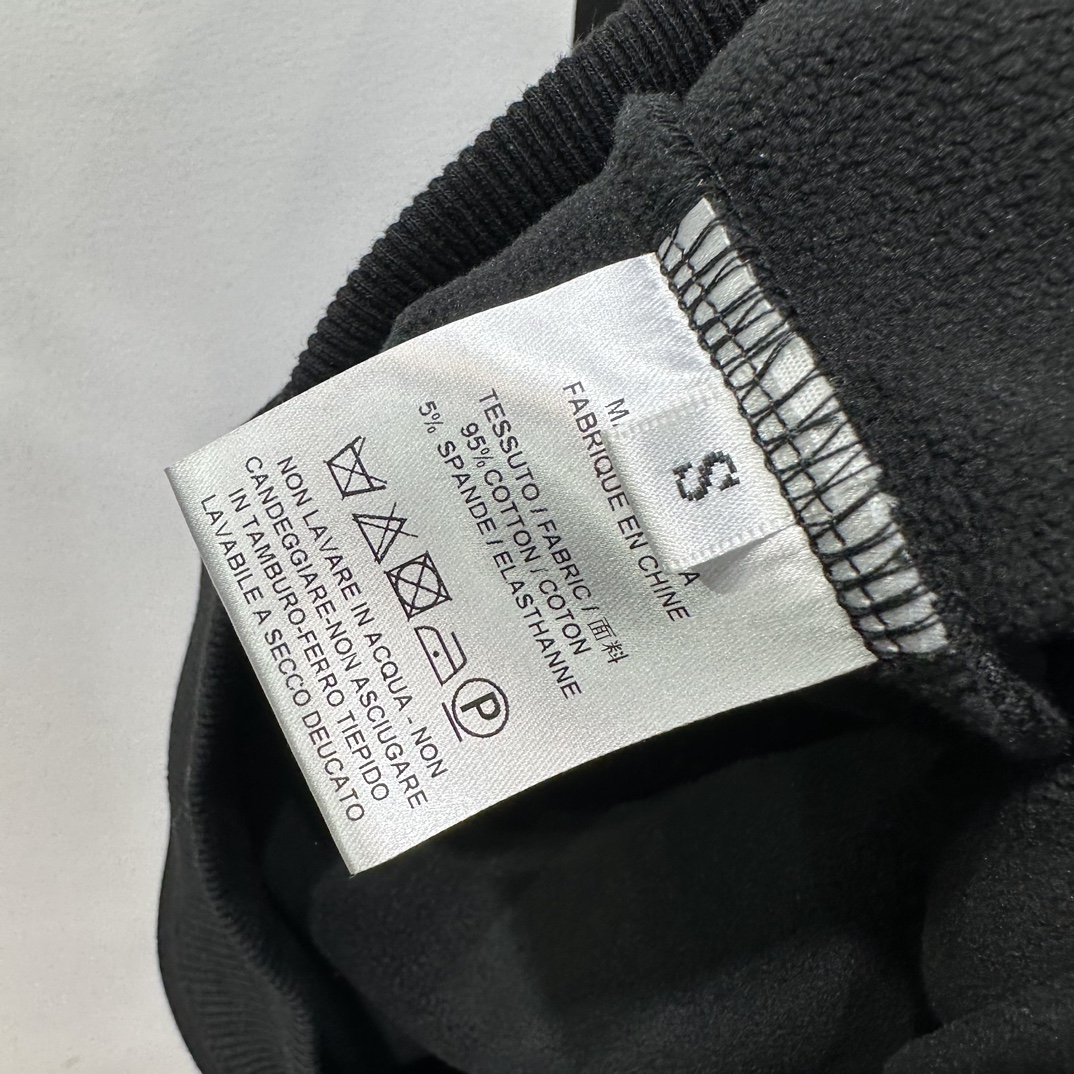 S
M.
A
FABRIQUE EN CHINE
TESSUTO / FABRIC / 面料
95% COTTON / COTON
5% SPANDE / ELASTHANNE
P
NON LAVARE IN ACQUA - NON
CANDEGGIARE-NON ASCIUGARE
IN TAMBURO-FERRO TIEPIDO
LAVABILE A SECCO DEUCATO